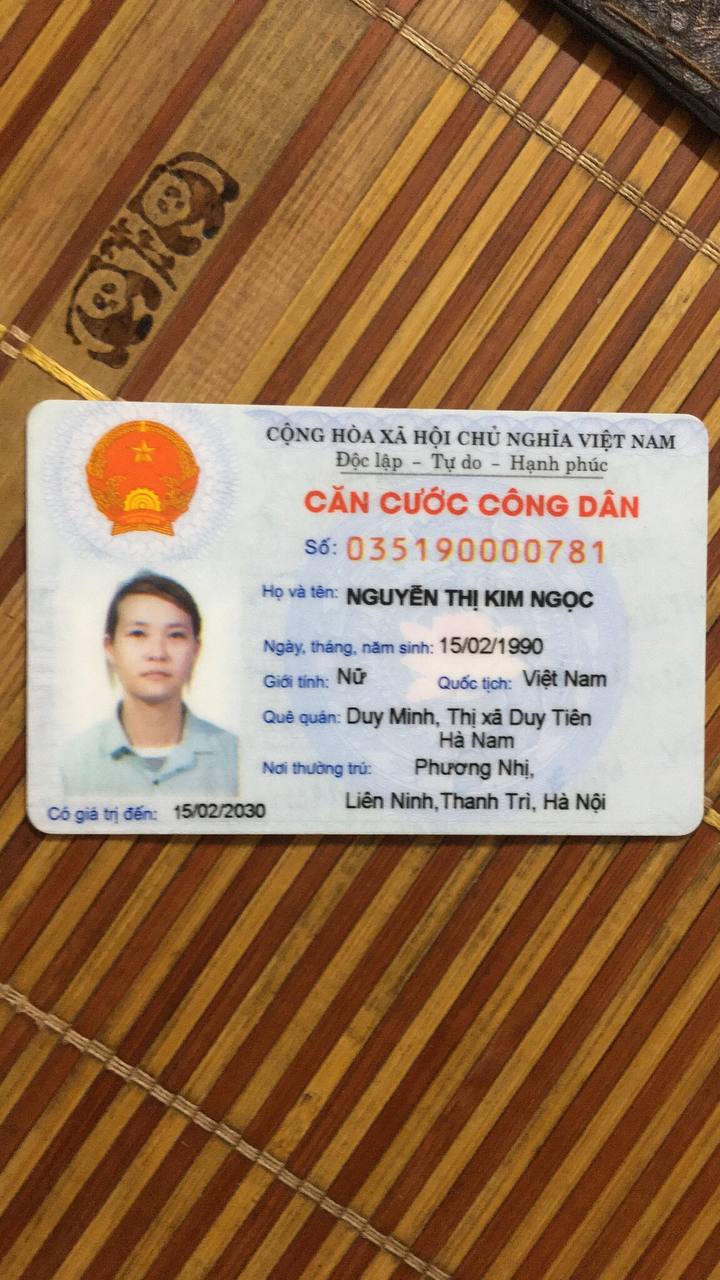 CỘNG HÒA XÃ HỘI CHỦ NGHĨA VIỆT NAM
Độc lập – Tự do – Hạnh phúc
CĂN CƯỚC CÔNG DÂN
Số: 035190000781
Họ và tên: NGUYỄN THỊ KIM NGỌC
Ngày, tháng, năm sinh: 15/02/1990
Giới tính: Nữ Quốc tịch: Việt Nam
Quê quán: Duy Minh, Thị xã Duy Tiên
Hà Nam
Nơi thường trú: Phương Nhị,
Liên Ninh,Thanh Trì, Hà Nội
Có giá trị đến: 15/02/2030